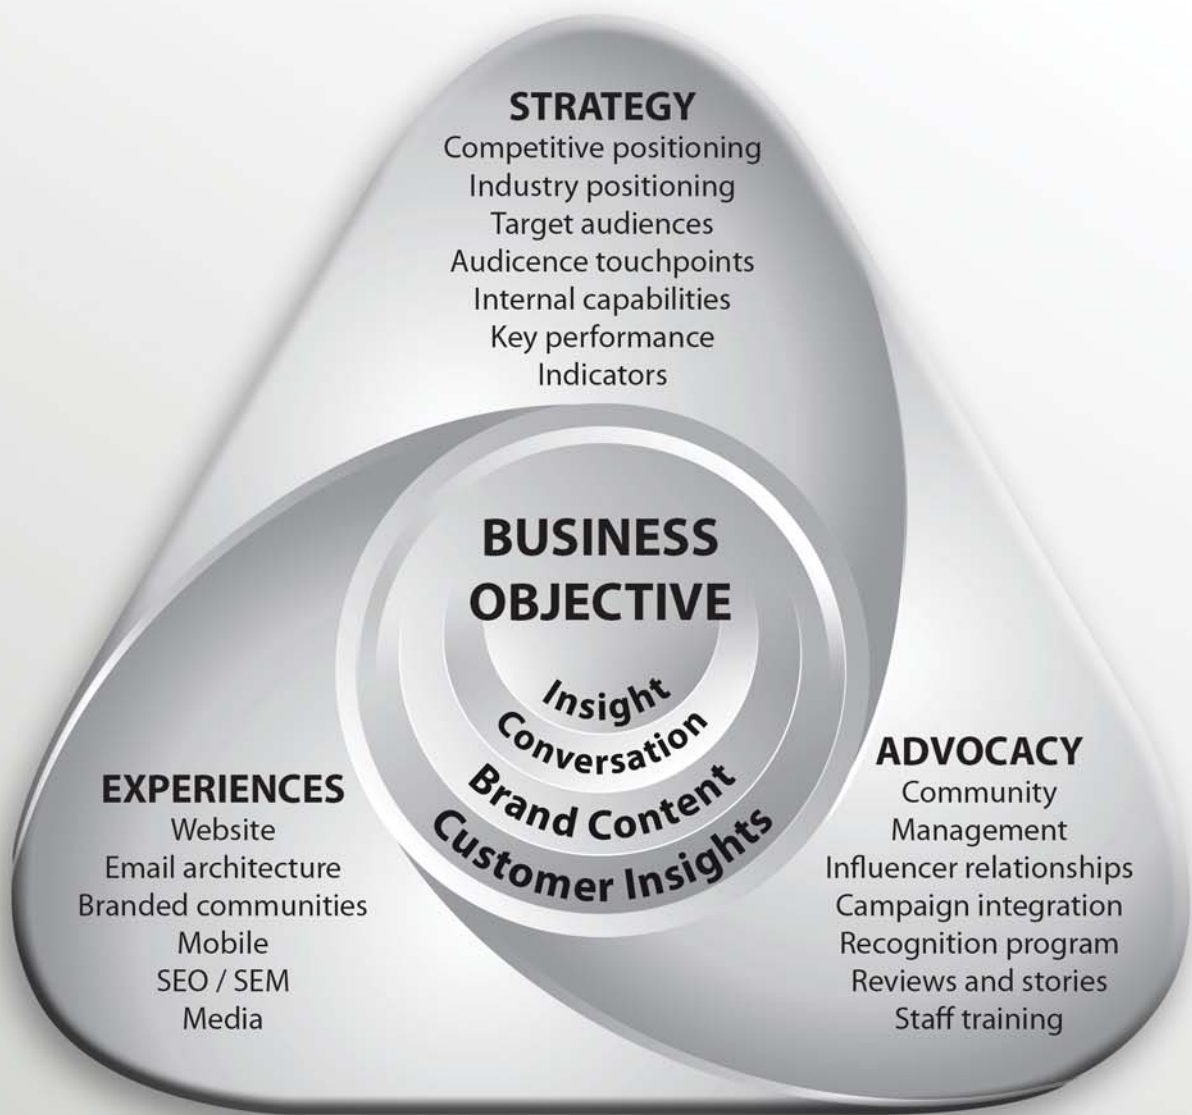 STRATEGY
Competitive positioning
Industry positioning
Target audiences
Audicence touchpoints
Internal capabilities
Key performance
Indicators
BUSINESS
OBJECTIVE
Insight
Conversation
Brand Content
Customer Insights
EXPERIENCES
Website
Email architecture
Branded communities
Mobile
SEO / SEM
Media
ADVOCACY
Community
Management
Influencer relationships
Campaign integration
Recognition program
Reviews and stories
Staff training